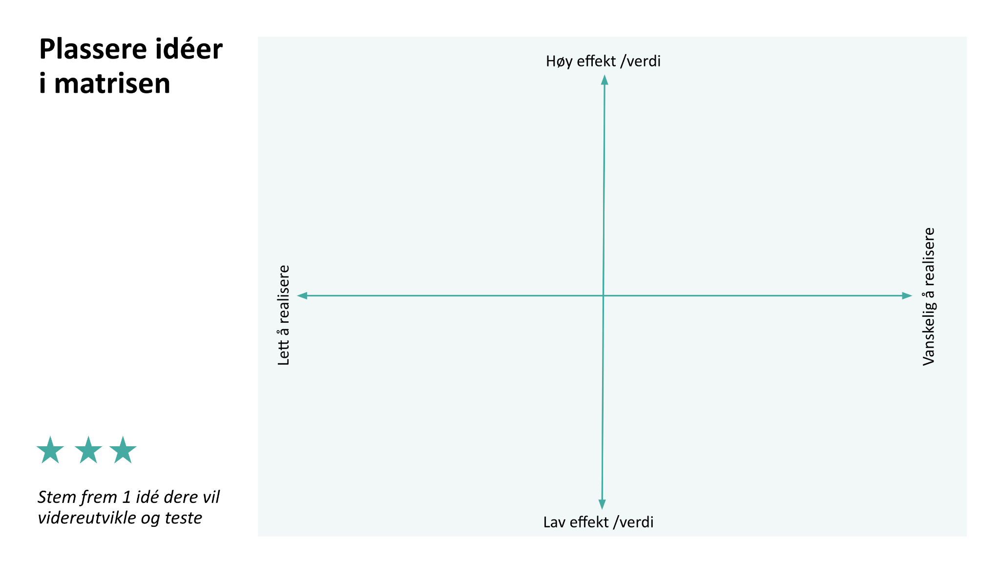 Plassere idéer
i matrisen
Høy effekt /verdi
Lett å realisere
Vanskelig å realisere
Lav effekt /verdi
Stem frem 1 idé dere vil
videreutvikle og teste